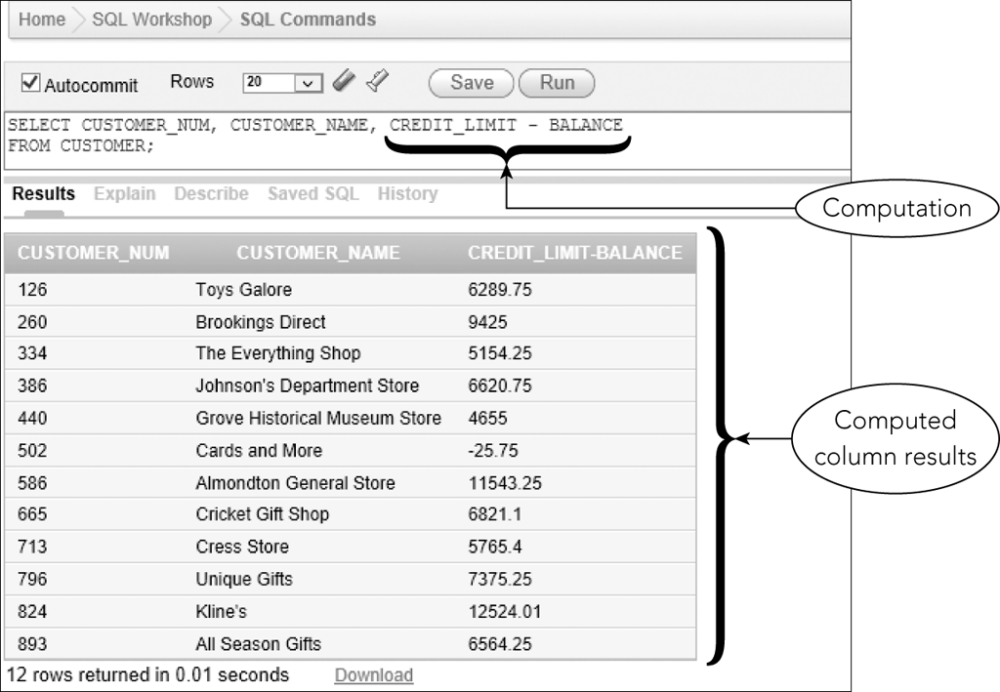 Home SQL Workshop SQL Commands
Autocommit Rows 20 Save Run
SELECT CUSTOMER_NUM, CUSTOMER_NAME, CREDIT_LIMIT - BALANCE
FROM CUSTOMER;
Results Explain Describe Saved SQL History
Computation
CUSTOMER_NUM CUSTOMER_NAME CREDIT_LIMIT-BALANCE
126 Toys Galore 6289.75
260 Brookings Direct 9425
334 The Everything Shop 5154.25
386 Johnson's Department Store 6620.75
440 Grove Historical Museum Store 4655
502 Cards and More -25.75
586 Almondton General Store 11543.25
665 Cricket Gift Shop 6821.1
713 Cress Store 5765.4
796 Unique Gifts 7375.25
824 Kline's 12524.01
893 All Season Gifts 6564.25
Computed
column results
12 rows returned in 0.01 seconds Download